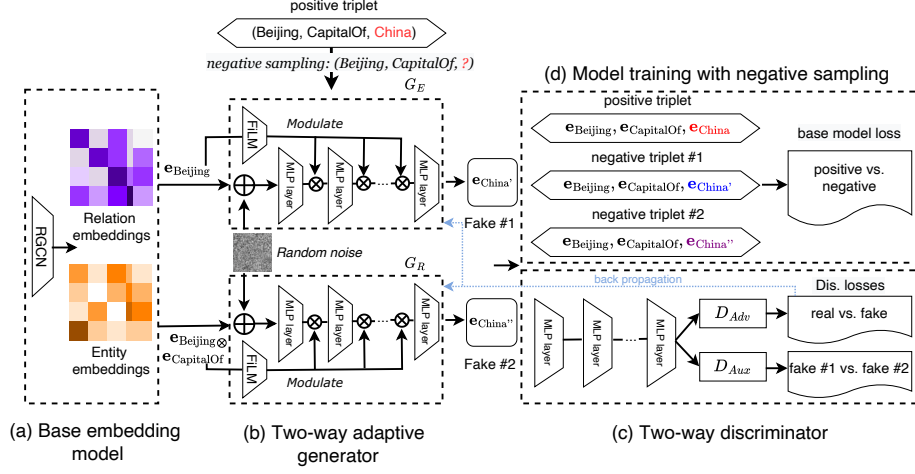 positive triplet
(Beijing, CapitalOf, China)
negative sampling: (Beijing, CapitalOf, ?)
(d) Model training with negative sampling
G_E
FiLM
Modulate
MLP layer
MLP layer
...
MLP layer
e_Beijing
e_China'
Fake #1
RGCN
Relation
embeddings
Entity
embeddings
Random noise
G_R
MLP layer
MLP layer
...
MLP layer
e_Beijing⊗
e_CapitalOf
FiLM
Modulate
e_China''
Fake #2
positive triplet
e_Beijing, e_CapitalOf, e_China
negative triplet #1
e_Beijing, e_CapitalOf, e_China'
negative triplet #2
e_Beijing, e_CapitalOf, e_China''
base model loss
positive vs.
negative
back propagation
Dis. losses
MLP layer
MLP layer
...
MLP layer
D_Adv
real vs. fake
D_Aux
fake #1 vs. fake #2
(a) Base embedding
model
(b) Two-way adaptive
generator
(c) Two-way discriminator